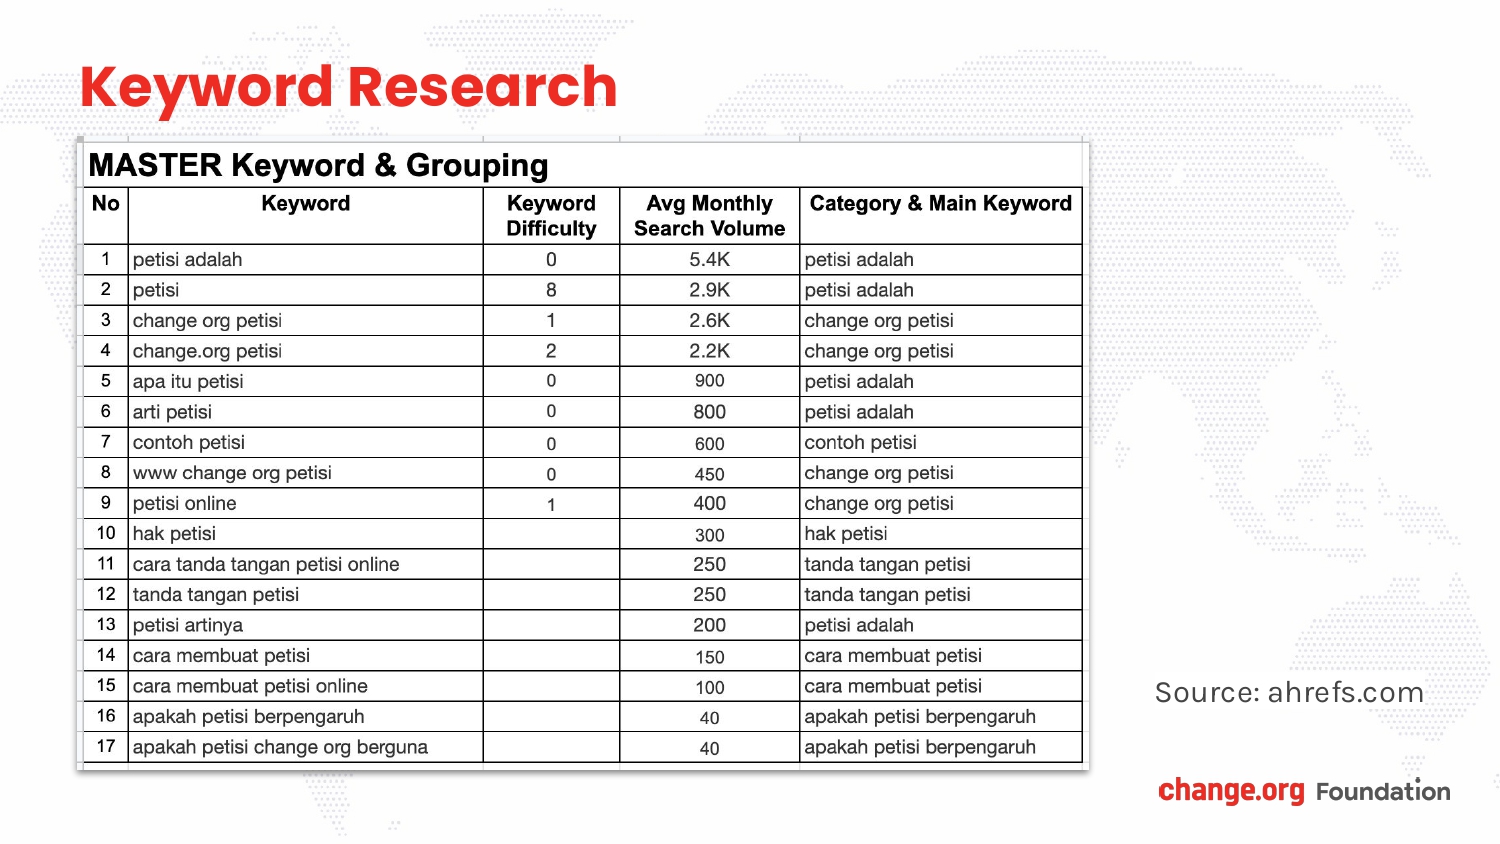 Keyword Research
MASTER Keyword & Grouping
No Keyword Keyword Difficulty Avg Monthly Search Volume Category & Main Keyword
1 petisi adalah 0 5.4K petisi adalah
2 petisi 8 2.9K petisi adalah
3 change org petisi 1 2.6K change org petisi
4 change.org petisi 2 2.2K change org petisi
5 apa itu petisi 0 900 petisi adalah
6 arti petisi 0 800 petisi adalah
7 contoh petisi 0 600 contoh petisi
8 www change org petisi 0 450 change org petisi
9 petisi online 1 400 change org petisi
10 hak petisi 300 hak petisi
11 cara tanda tangan petisi online 250 tanda tangan petisi
12 tanda tangan petisi 250 tanda tangan petisi
13 petisi artinya 200 petisi adalah
14 cara membuat petisi 150 cara membuat petisi
15 cara membuat petisi online 100 cara membuat petisi
16 apakah petisi berpengaruh 40 apakah petisi berpengaruh
17 apakah petisi change org berguna 40 apakah petisi berpengaruh
Source: ahrefs.com
change.org Foundation